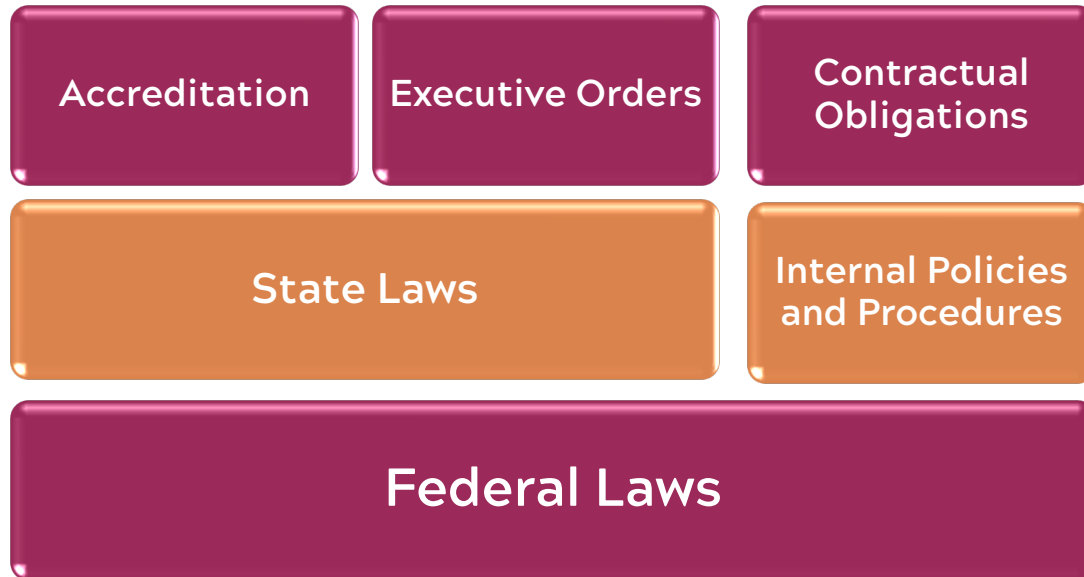 Accreditation
Executive Orders
Contractual
Obligations
State Laws
Internal Policies
and Procedures
Federal Laws